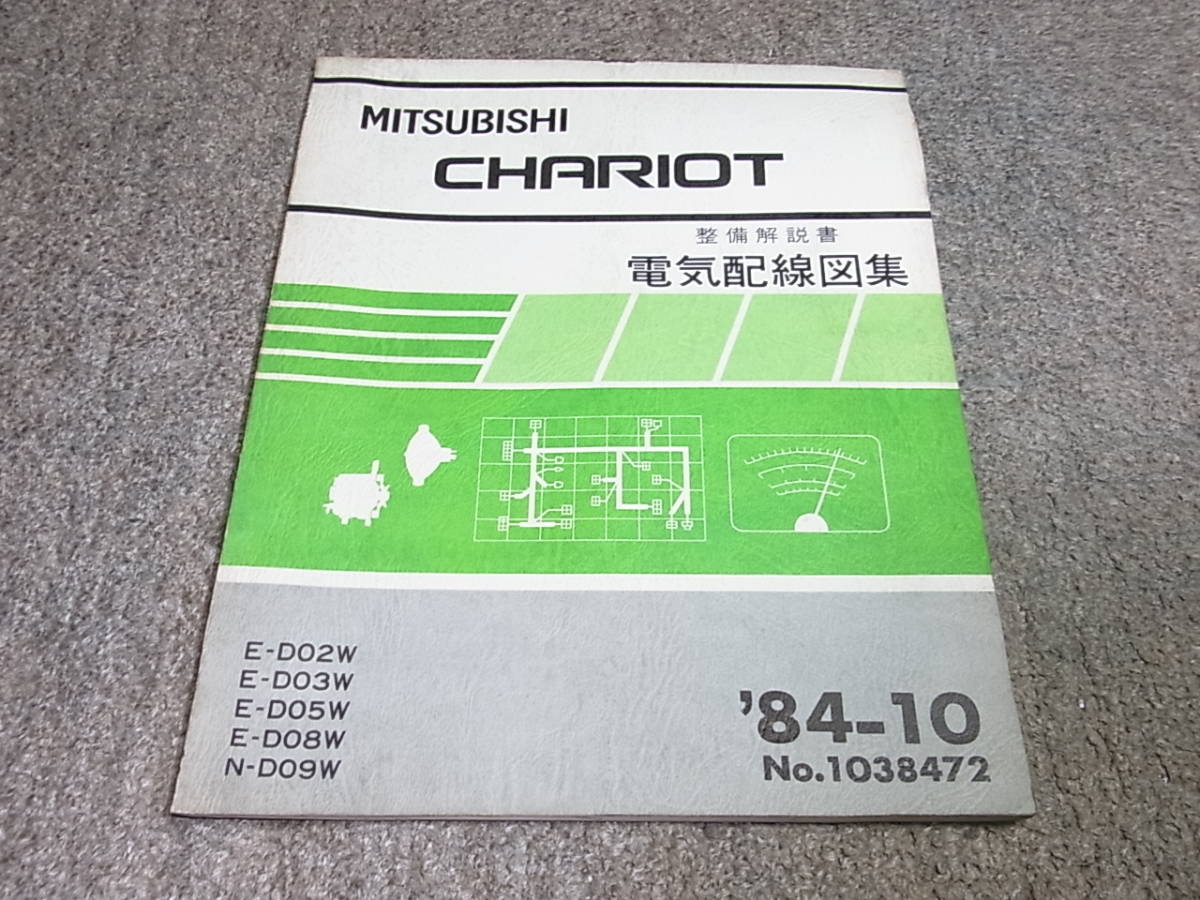 MITSUBISHI
CHARIOT
整備解説書
電気配線図集
E-D02W
E-D03W
E-D05W
E-D08W
N-D09W
'84-10
No.1038472